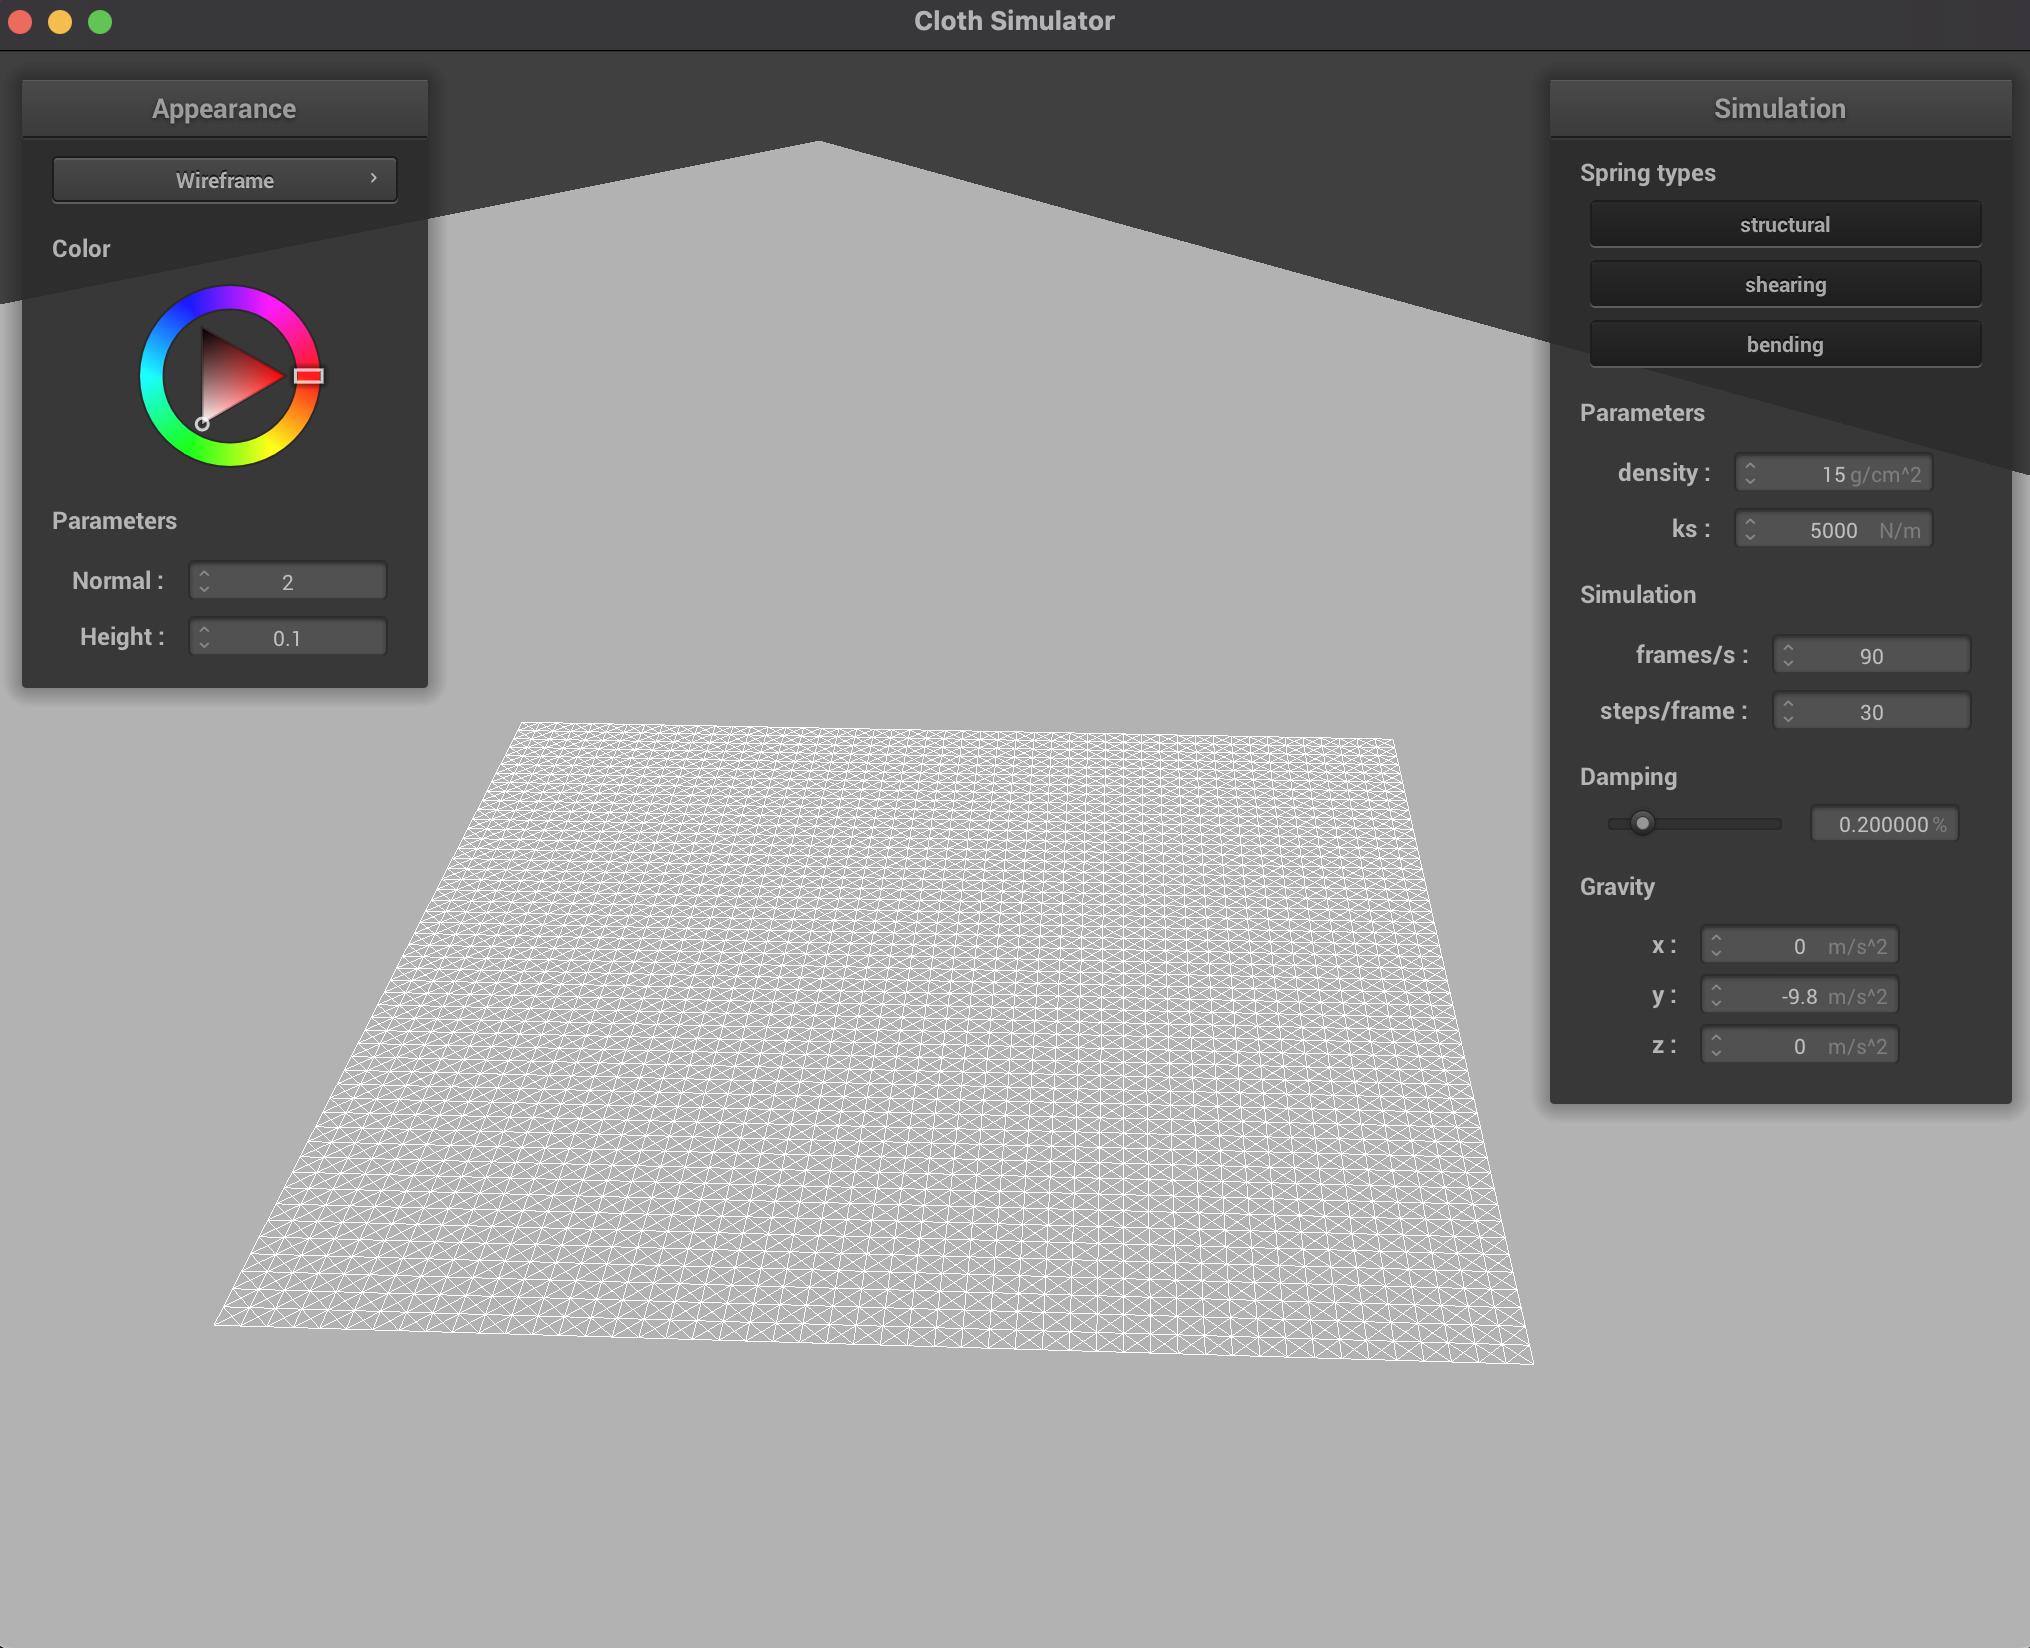 Cloth Simulator
Appearance
Wireframe
Color
Parameters
Normal : 2
Height : 0.1
Simulation
Spring types
structural
shearing
bending
Parameters
density : 15 g/cm^2
ks : 5000 N/m
Simulation
frames/s : 90
steps/frame : 30
Damping
0.200000 %
Gravity
x : 0 m/s^2
y : -9.8 m/s^2
z : 0 m/s^2